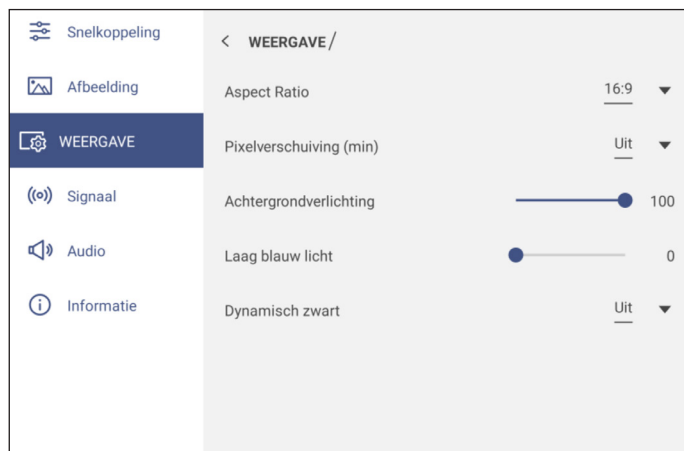 Snelkoppeling
Afbeelding
WEERGAVE
Signaal
Audio
Informatie
< WEERGAVE/
Aspect Ratio 16:9
Pixelverschuiving (min) Uit
Achtergrondverlichting 100
Laag blauw licht 0
Dynamisch zwart Uit